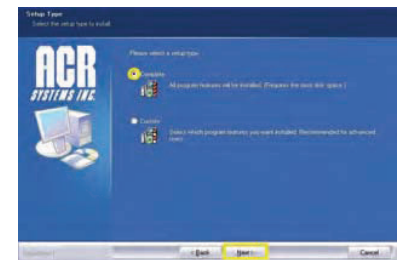 Setup Type
Select the setup type to install.
ACR
SYSTEMS INC.
Please select a setup type.
Complete
All program features will be installed. (Requires the most disk space.)
Custom
Select which program features you want installed. Recommended for advanced
users.
< Back
Next >
Cancel